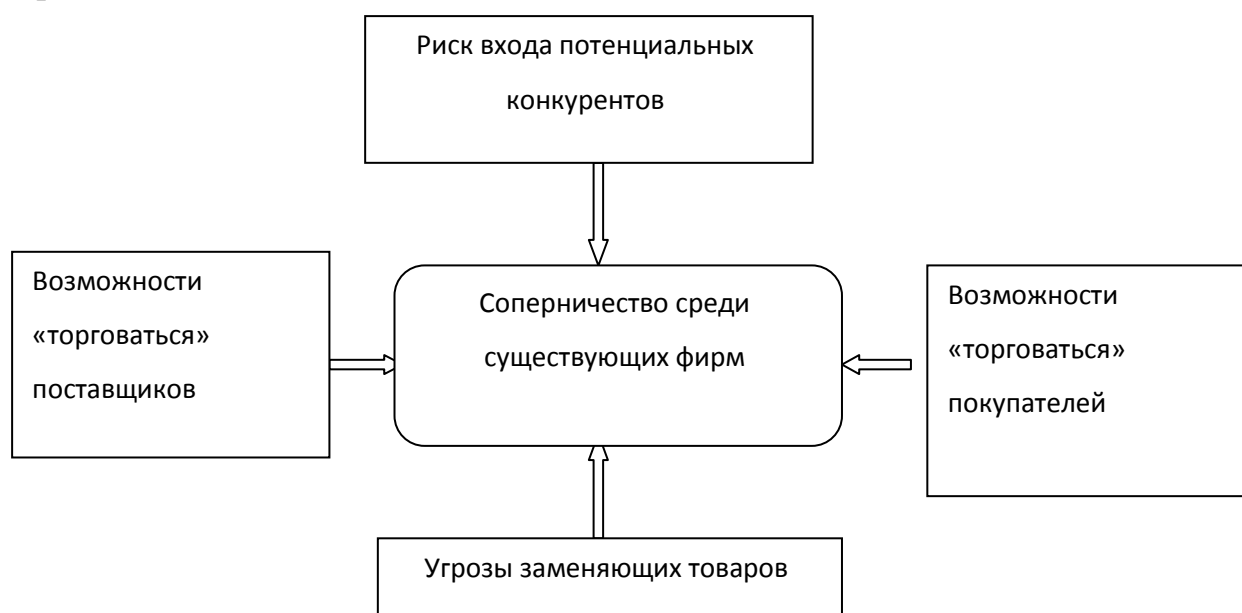 Риск входа потенциальных
конкурентов
Возможности
«торговаться»
поставщиков
Соперничество среди
существующих фирм
Возможности
«торговаться»
покупателей
Угрозы заменяющих товаров